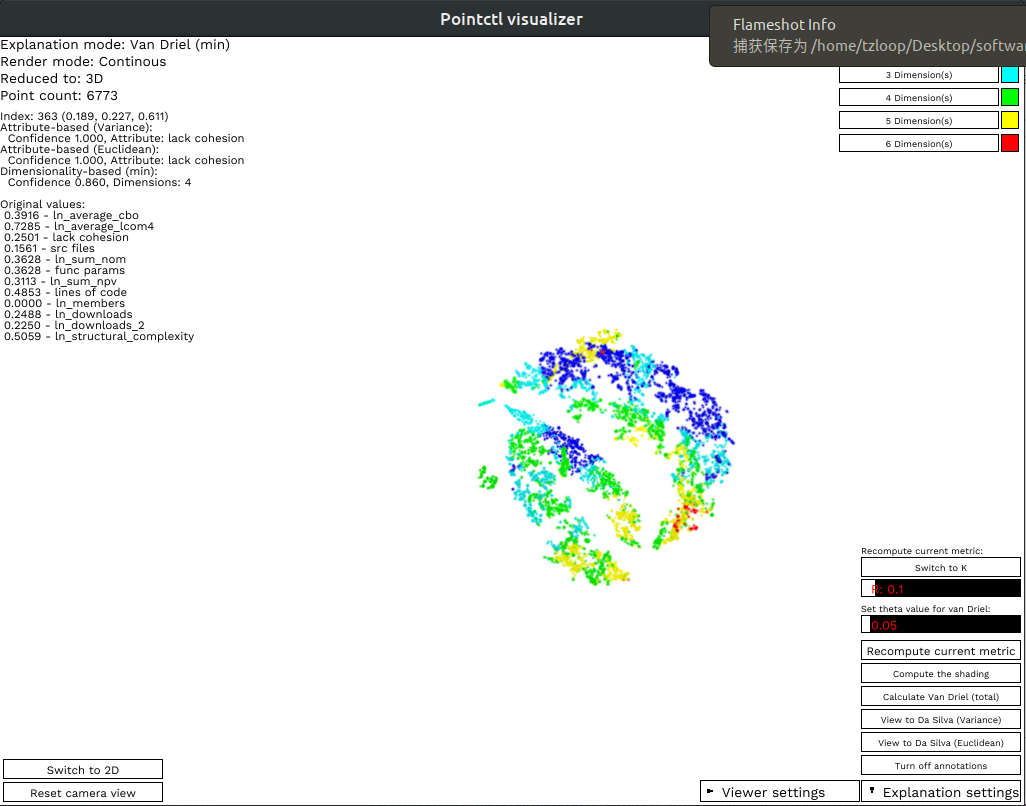 Pointctl visualizer
Flameshot Info
捕获保存为 /home/tzloop/Desktop/softwar
Explanation mode: Van Driel (min)
Render mode: Continous
Reduced to: 3D
Point count: 6773
Index: 363 (0.189, 0.227, 0.611)
Attribute-based (Variance):
Confidence 1.000, Attribute: lack cohesion
Attribute-based (Euclidean):
Confidence 1.000, Attribute: lack cohesion
Dimensionality-based (min):
Confidence 0.860, Dimensions: 4
Original values:
0.3916 - ln_average_cbo
0.7285 - ln_average_lcom4
0.2501 - lack cohesion
0.1561 - src files
0.3628 - ln_sum_nom
0.3628 - func params
0.3113 - ln_sum_npv
0.4853 - lines of code
0.0000 - ln_members
0.2488 - ln_downloads
0.2250 - ln_downloads_2
0.5059 - ln_structural_complexity
3 Dimension(s)
4 Dimension(s)
5 Dimension(s)
6 Dimension(s)
Recompute current metric:
Switch to K
R: 0.1
Set theta value for van Driel:
0.05
Recompute current metric
Compute the shading
Calculate Van Driel (total)
View to Da Silva (Variance)
View to Da Silva (Euclidean)
Turn off annotations
Switch to 2D
Reset camera view
Viewer settings
Explanation settings